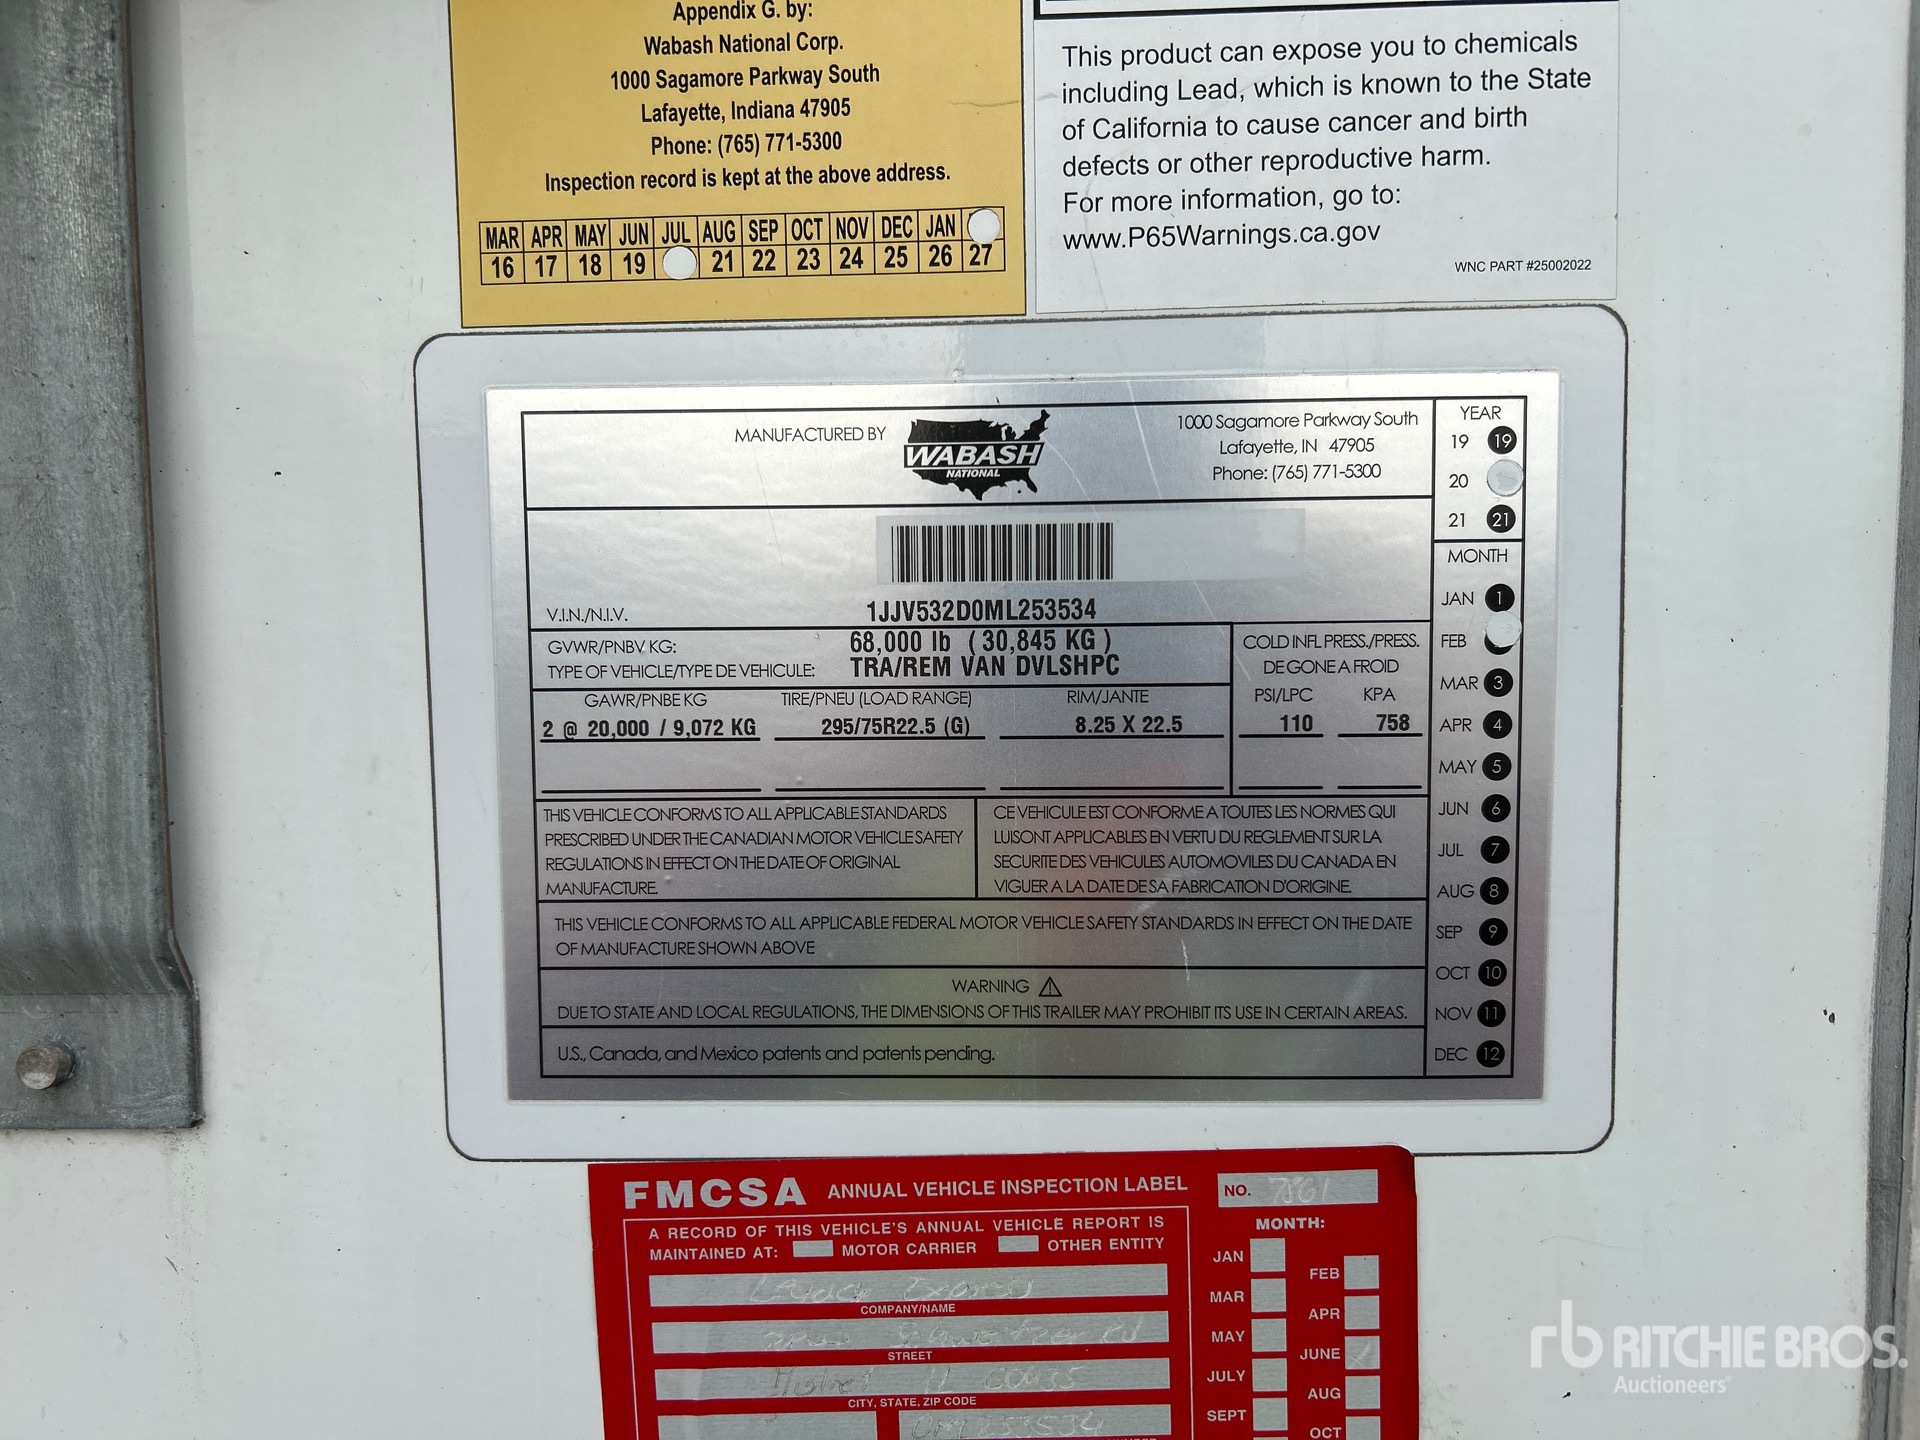 Appendix G. by:
Wabash National Corp.
1000 Sagamore Parkway South
Lafayette, Indiana 47905
Phone: (765) 771-5300
Inspection record is kept at the above address.
MAR APR MAY JUN JUL AUG SEP OCT NOV DEC JAN
16 17 18 19 21 22 23 24 25 26 27
This product can expose you to chemicals
including Lead, which is known to the State
of California to cause cancer and birth
defects or other reproductive harm.
For more information, go to:
www.P65Warnings.ca.gov
WNC PART #25002022
MANUFACTURED BY
WABASH
NATIONAL
1000 Sagamore Parkway South
Lafayette, IN 47905
Phone: (765) 771-5300
V.I.N./N.I.V.
1JJV532D0ML253534
GVWR/PNBV KG:
68,000 lb ( 30,845 KG )
TYPE OF VEHICLE/TYPE DE VEHICULE:
TRA/REM VAN DVLSHPC
COLD INFL PRESS./PRESS.
DE GONE A FROID
GAWR/PNBE KG
TIRE/PNEU (LOAD RANGE)
RIM/JANTE
PSI/LPC
KPA
2 @ 20,000 / 9,072 KG
295/75R22.5 (G)
8.25 X 22.5
110
758
THIS VEHICLE CONFORMS TO ALL APPLICABLE STANDARDS
PRESCRIBED UNDER THE CANADIAN MOTOR VEHICLE SAFETY
REGULATIONS IN EFFECT ON THE DATE OF ORIGINAL
MANUFACTURE.
CE VEHICULE EST CONFORME A TOUTES LES NORMES QUI
LUISONT APPLICABLES EN VERTU DU REGLEMENT SUR LA
SECURITE DES VEHICULES AUTOMOVILES DU CANADA EN
VIGUER A LA DATE DE SA FABRICATION D'ORIGINE.
THIS VEHICLE CONFORMS TO ALL APPLICABLE FEDERAL MOTOR VEHICLE SAFETY STANDARDS IN EFFECT ON THE DATE
OF MANUFACTURE SHOWN ABOVE
WARNING
DUE TO STATE AND LOCAL REGULATIONS, THE DIMENSIONS OF THIS TRAILER MAY PROHIBIT ITS USE IN CERTAIN AREAS.
U.S., Canada, and Mexico patents and patents pending.
YEAR
19 19
20
21 21
MONTH
JAN 1
FEB
MAR 3
APR 4
MAY 5
JUN 6
JUL 7
AUG 8
SEP 9
OCT 10
NOV 11
DEC 12
FMCSA ANNUAL VEHICLE INSPECTION LABEL
NO. 7861
A RECORD OF THIS VEHICLE'S ANNUAL VEHICLE REPORT IS
MAINTAINED AT: MOTOR CARRIER OTHER ENTITY
COMPANY/NAME
STREET
60435
CITY, STATE, ZIP CODE
0ML253534
MONTH:
JAN
FEB
MAR
APR
MAY
JUNE
JULY
AUG
SEPT
OCT
rb RITCHIE BROS.
Auctioneers